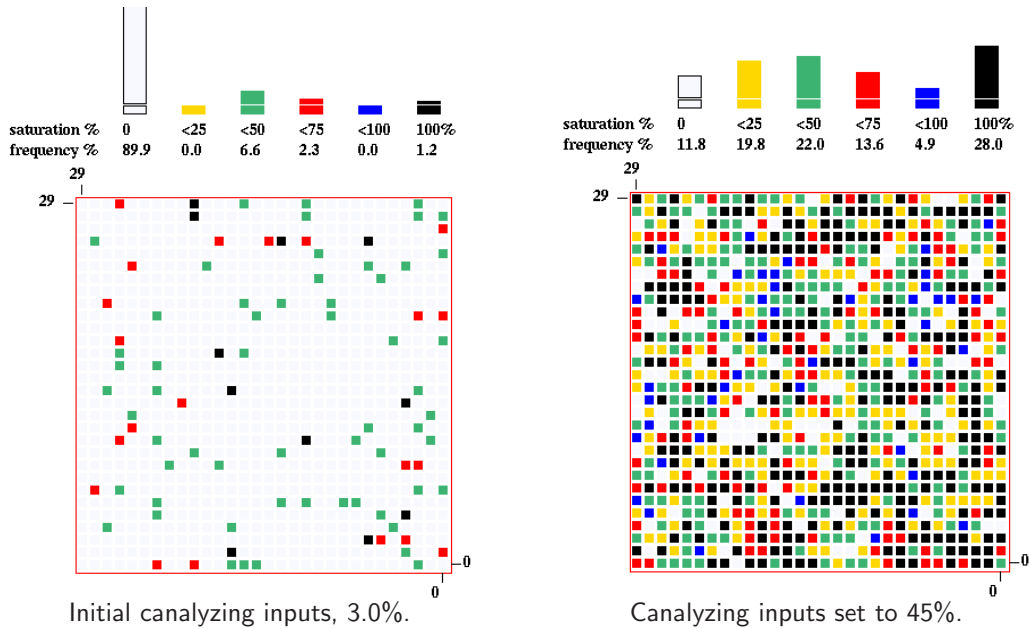 saturation % 0 <25 <50 <75 <100 100%
frequency % 89.9 0.0 6.6 2.3 0.0 1.2
29
29
0
0
Initial canalyzing inputs, 3.0%.
saturation % 0 <25 <50 <75 <100 100%
frequency % 11.8 19.8 22.0 13.6 4.9 28.0
29
29
0
0
Canalyzing inputs set to 45%.